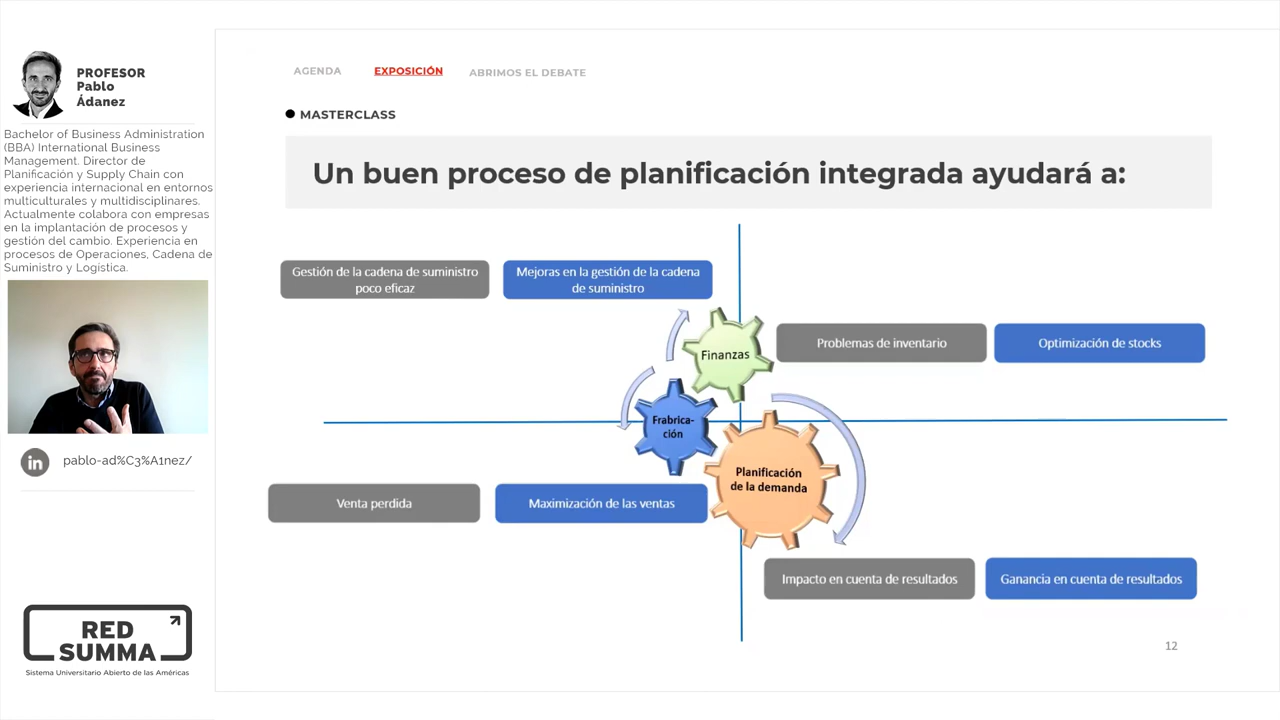 PROFESOR
Pablo
Ádanez
Bachelor of Business Administration
(BBA) International Business
Management. Director de
Planificación y Supply Chain con
experiencia internacional en entornos
multiculturales y multidisciplinares.
Actualmente colabora con empresas
en la implantación de procesos y
gestión del cambio. Experiencia en
procesos de Operaciones, Cadena de
Suministro y Logística.
in
pablo-ad%C3%A1nez/
RED
SUMMA
Sistema Universitario Abierto de las Américas
AGENDA
EXPOSICIÓN
ABRIMOS EL DEBATE
MASTERCLASS
Un buen proceso de planificación integrada ayudará a:
Gestión de la cadena de suministro
poco eficaz
Mejoras en la gestión de la cadena
de suministro
Finanzas
Problemas de inventario
Optimización de stocks
Frabrica-
ción
Planificación
de la demanda
Venta perdida
Maximización de las ventas
Impacto en cuenta de resultados
Ganancia en cuenta de resultados
12